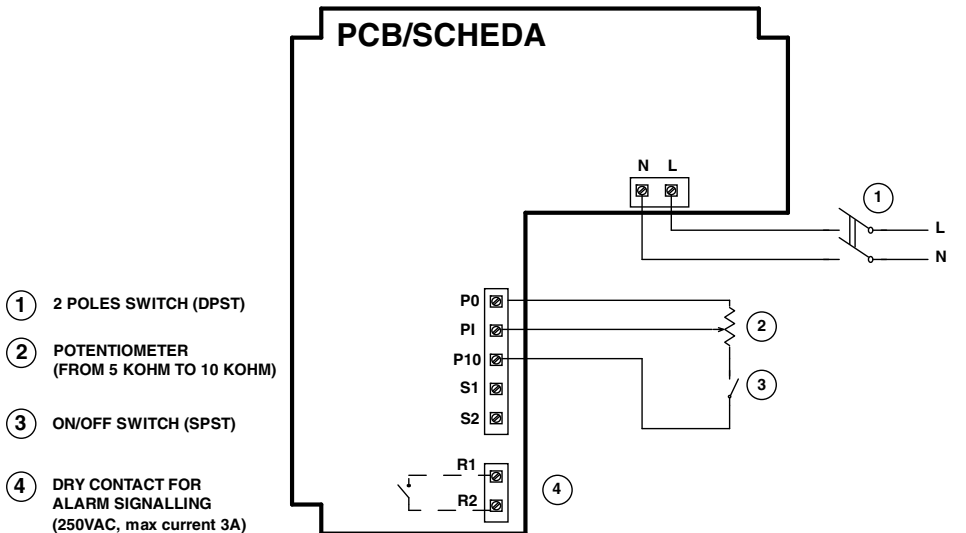 PCB/SCHEDA
N L
1
L
N
P0
PI
P10
S1
S2
2
3
R1
R2
4
1 2 POLES SWITCH (DPST)
2 POTENTIOMETER
(FROM 5 KOHM TO 10 KOHM)
3 ON/OFF SWITCH (SPST)
4 DRY CONTACT FOR
ALARM SIGNALLING
(250VAC, max current 3A)